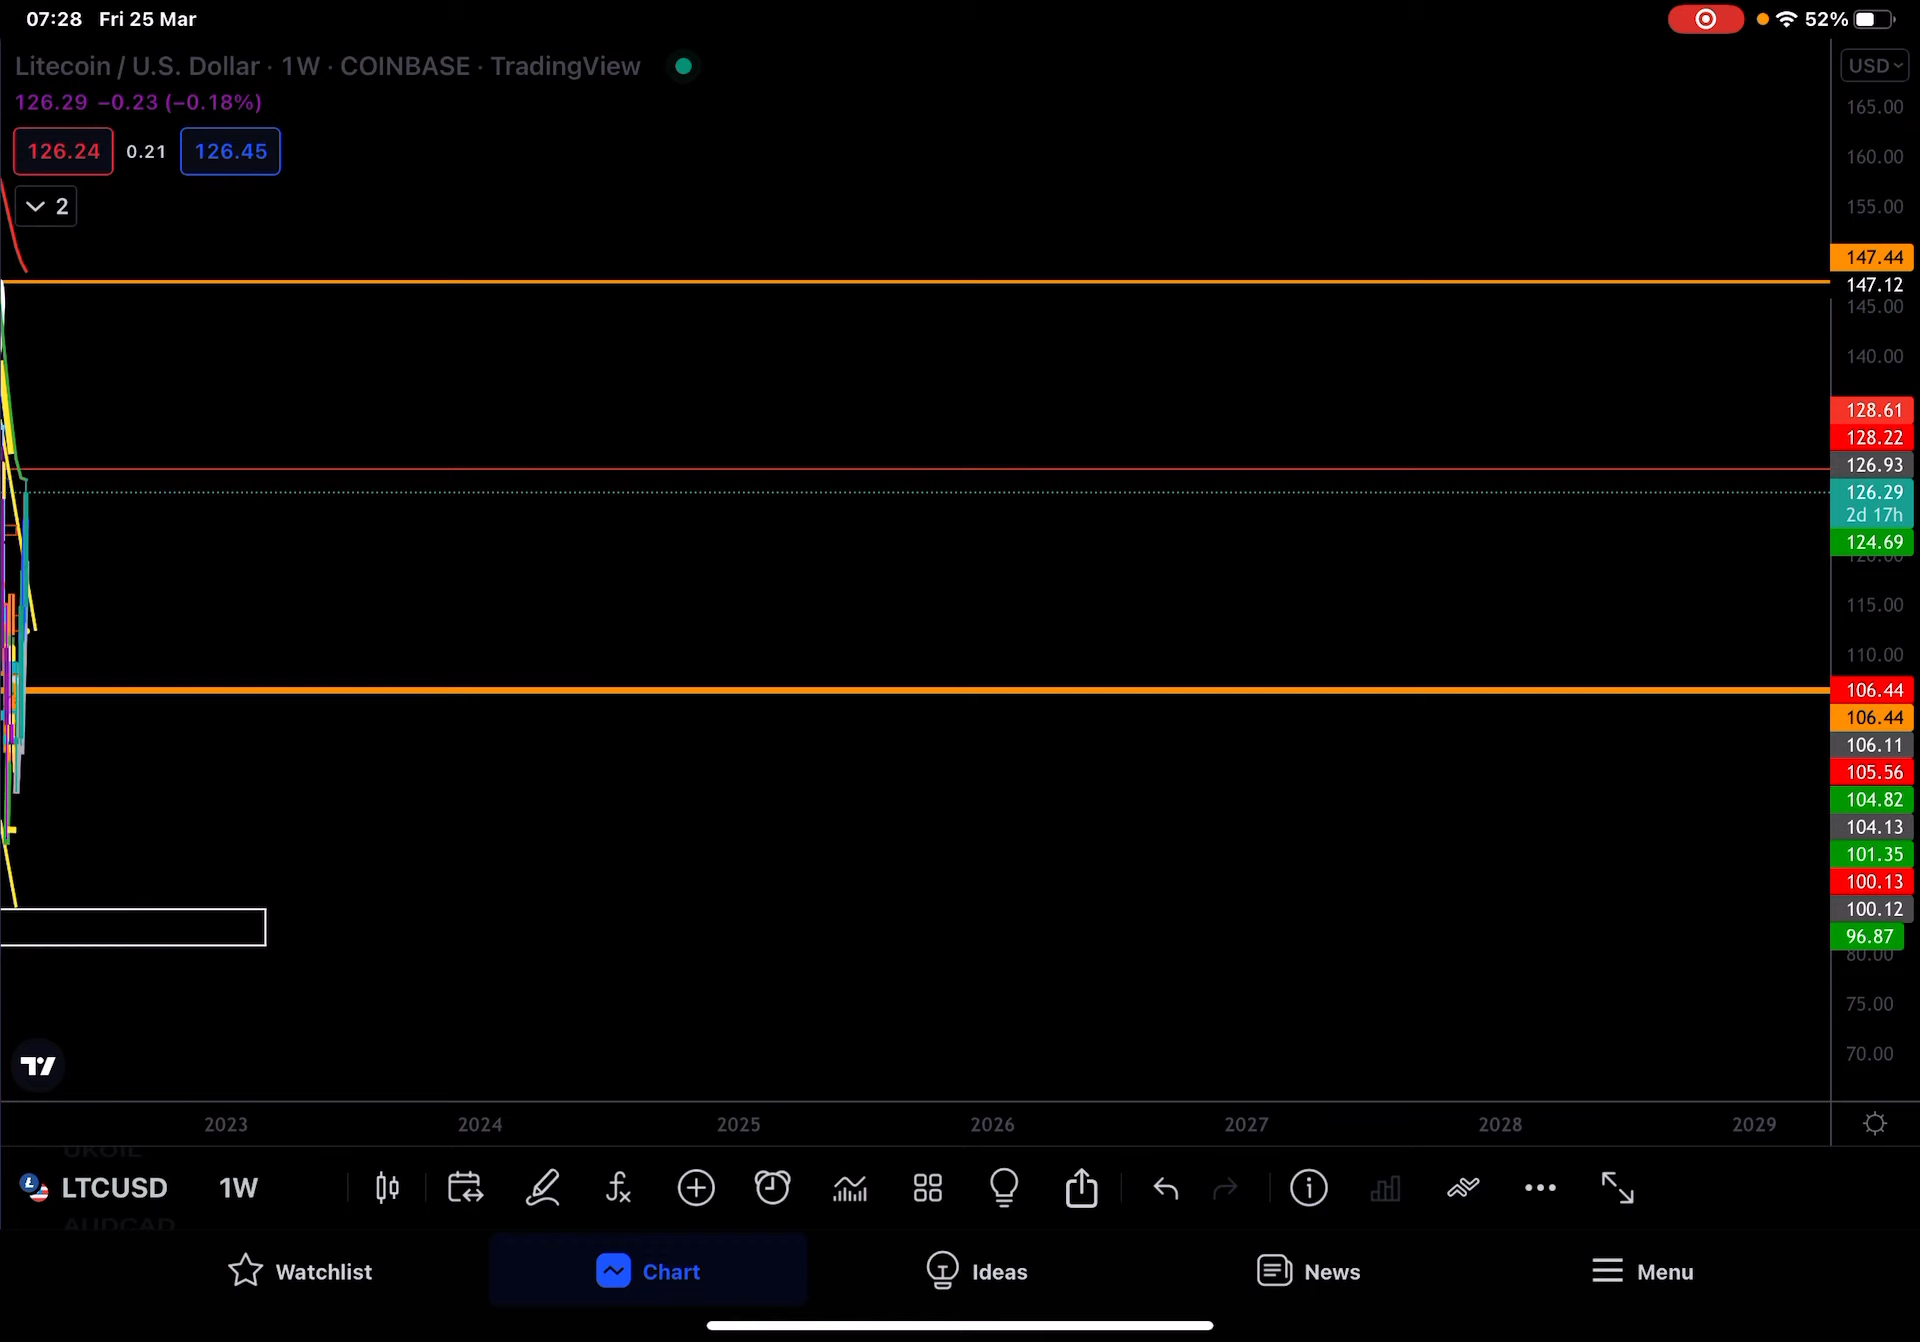 07:28 Fri 25 Mar
52%
Litecoin / U.S. Dollar · 1W · COINBASE · TradingView
USD
126.29 −0.23 (−0.18%)
126.24 0.21 126.45
2
165.00
160.00
155.00
147.44
147.12
145.00
140.00
128.61
128.22
126.93
126.29
2d 17h
124.69
120.00
115.00
110.00
106.44
106.44
106.11
105.56
104.82
104.13
101.35
100.13
100.12
96.87
80.00
75.00
70.00
2023 2024 2025 2026 2027 2028 2029
UKOIL
LTCUSD 1W
AUDCAD
Watchlist Chart Ideas News Menu